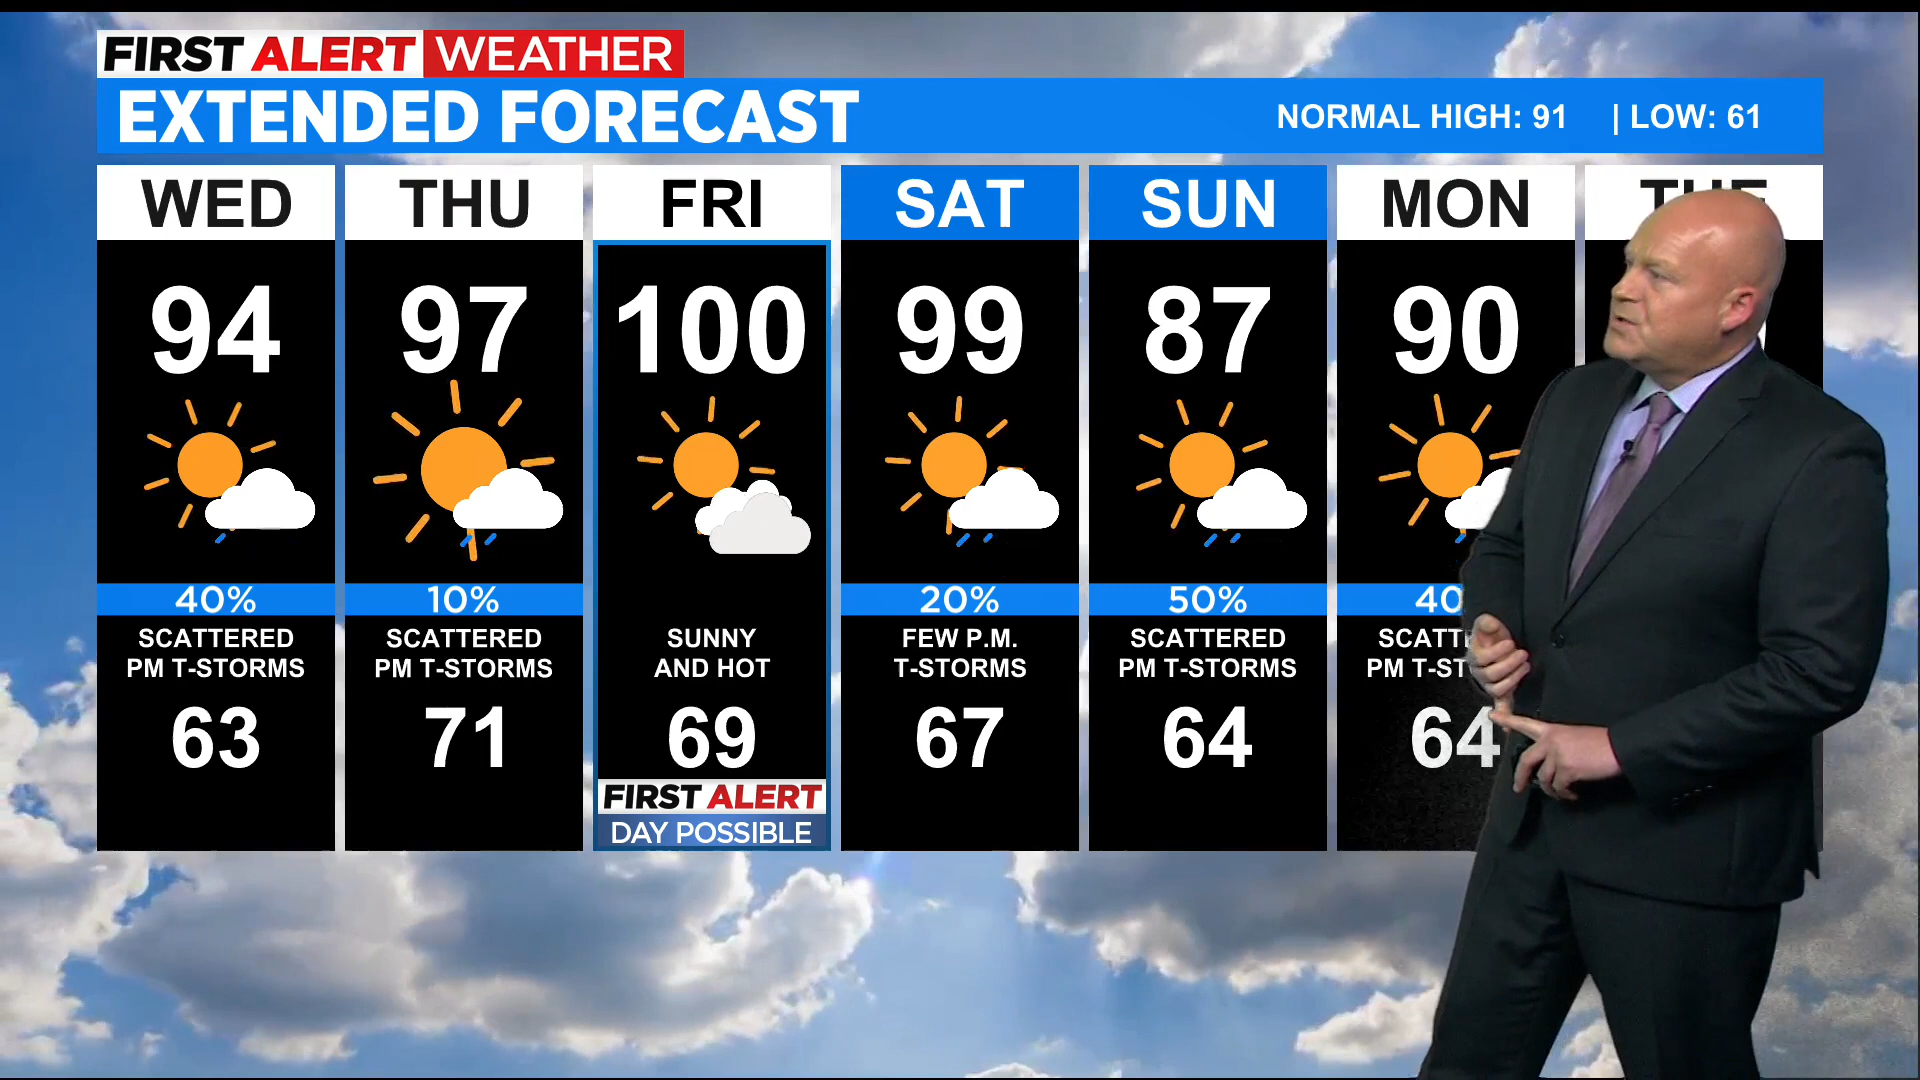 FIRST ALERT WEATHER
EXTENDED FORECAST
NORMAL HIGH: 91 | LOW: 61
WED
94
40%
SCATTERED
PM T-STORMS
63
THU
97
10%
SCATTERED
PM T-STORMS
71
FRI
100
SUNNY
AND HOT
69
FIRST ALERT
DAY POSSIBLE
SAT
99
20%
FEW P.M.
T-STORMS
67
SUN
87
50%
SCATTERED
PM T-STORMS
64
MON
90
40
64
TUE